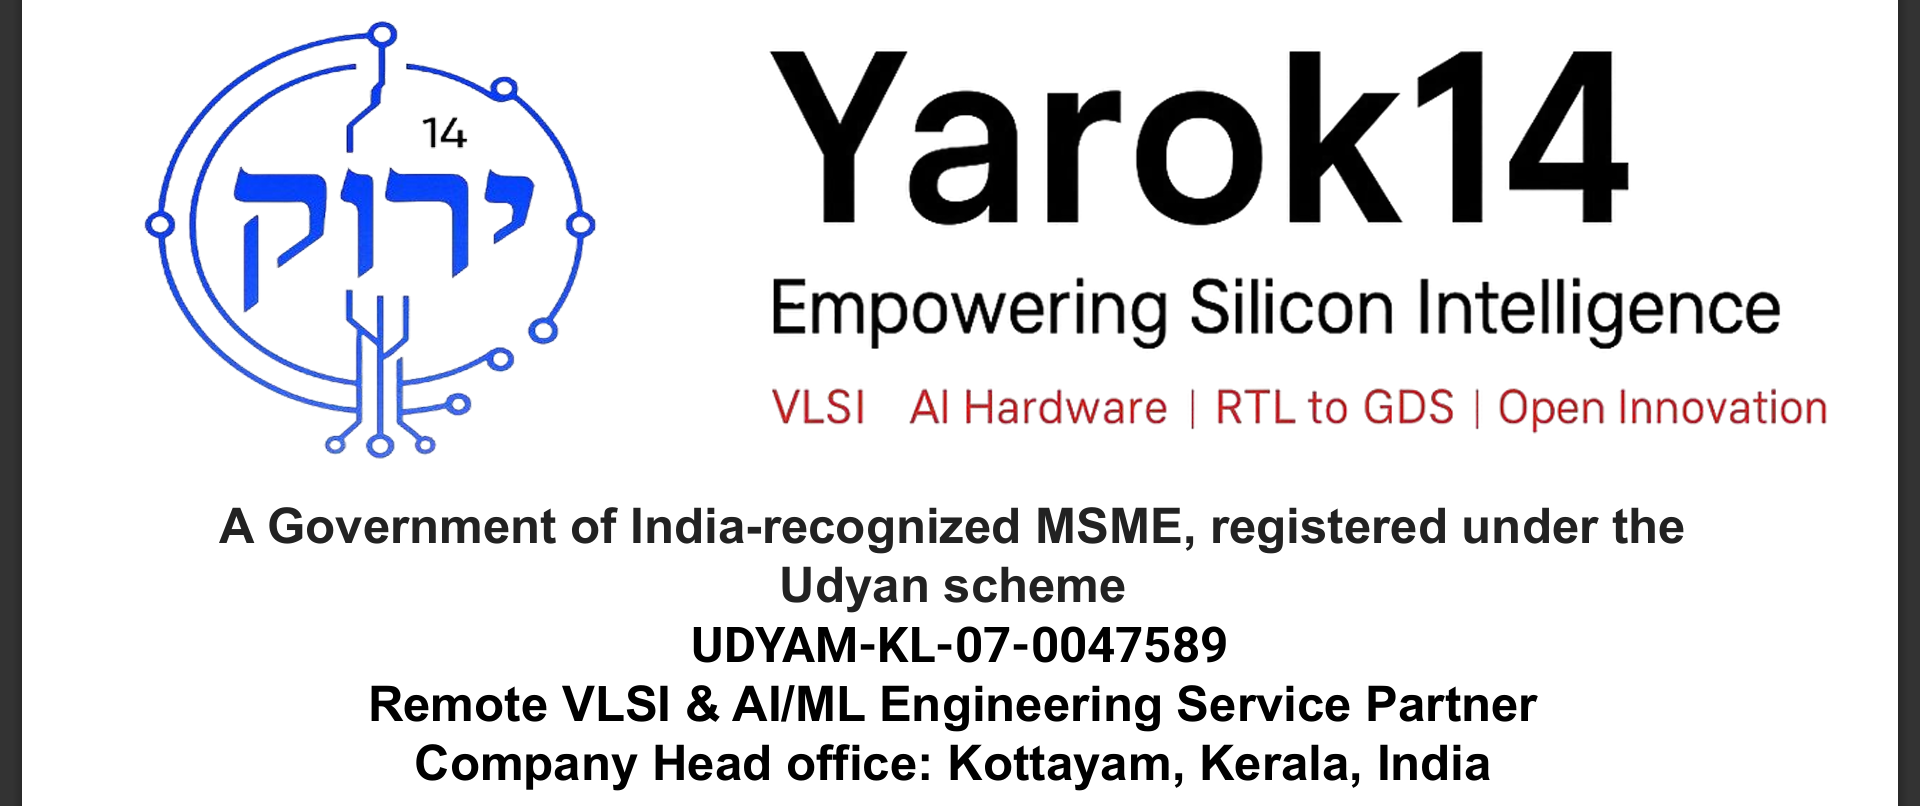 14
ירוק
Yarok14
Empowering Silicon Intelligence
VLSI AI Hardware | RTL to GDS | Open Innovation
A Government of India-recognized MSME, registered under the
Udyan scheme
UDYAM-KL-07-0047589
Remote VLSI & AI/ML Engineering Service Partner
Company Head office: Kottayam, Kerala, India